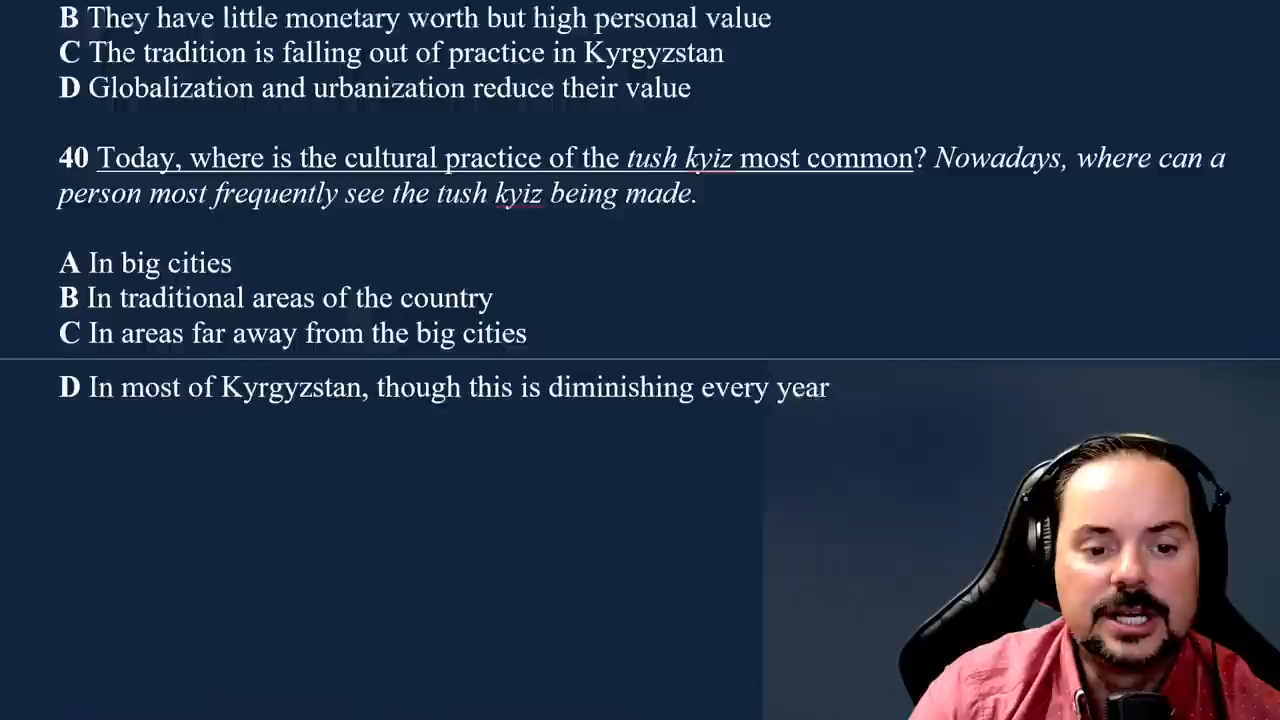 B They have little monetary worth but high personal value
C The tradition is falling out of practice in Kyrgyzstan
D Globalization and urbanization reduce their value
40 Today, where is the cultural practice of the tush kyiz most common? Nowadays, where can a
person most frequently see the tush kyiz being made.
A In big cities
B In traditional areas of the country
C In areas far away from the big cities
D In most of Kyrgyzstan, though this is diminishing every year